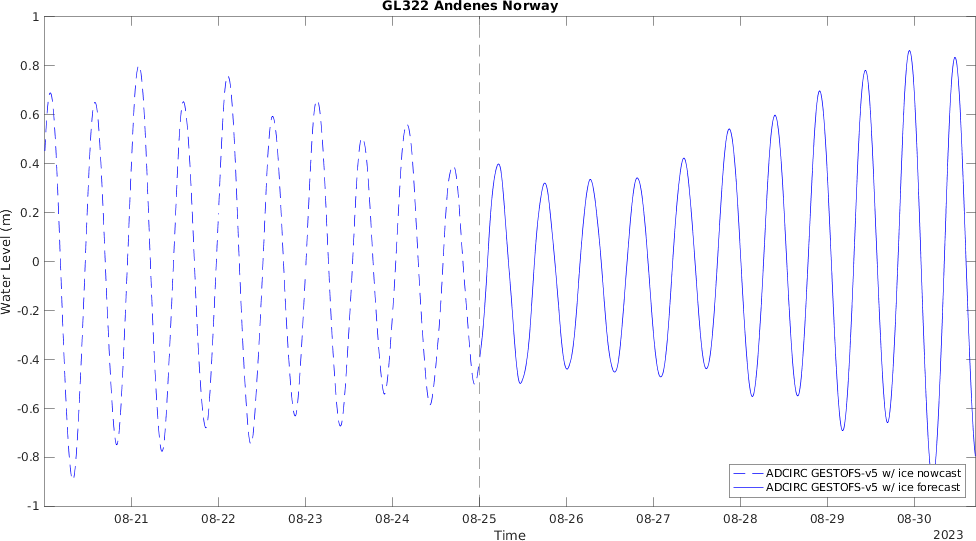 GL322 Andenes Norway
1
0.8
0.6
0.4
0.2
0
-0.2
-0.4
-0.6
-0.8
-1
Water Level (m)
ADCIRC GESTOFS-v5 w/ ice nowcast
ADCIRC GESTOFS-v5 w/ ice forecast
08-21 08-22 08-23 08-24 08-25 08-26 08-27 08-28 08-29 08-30
Time
2023